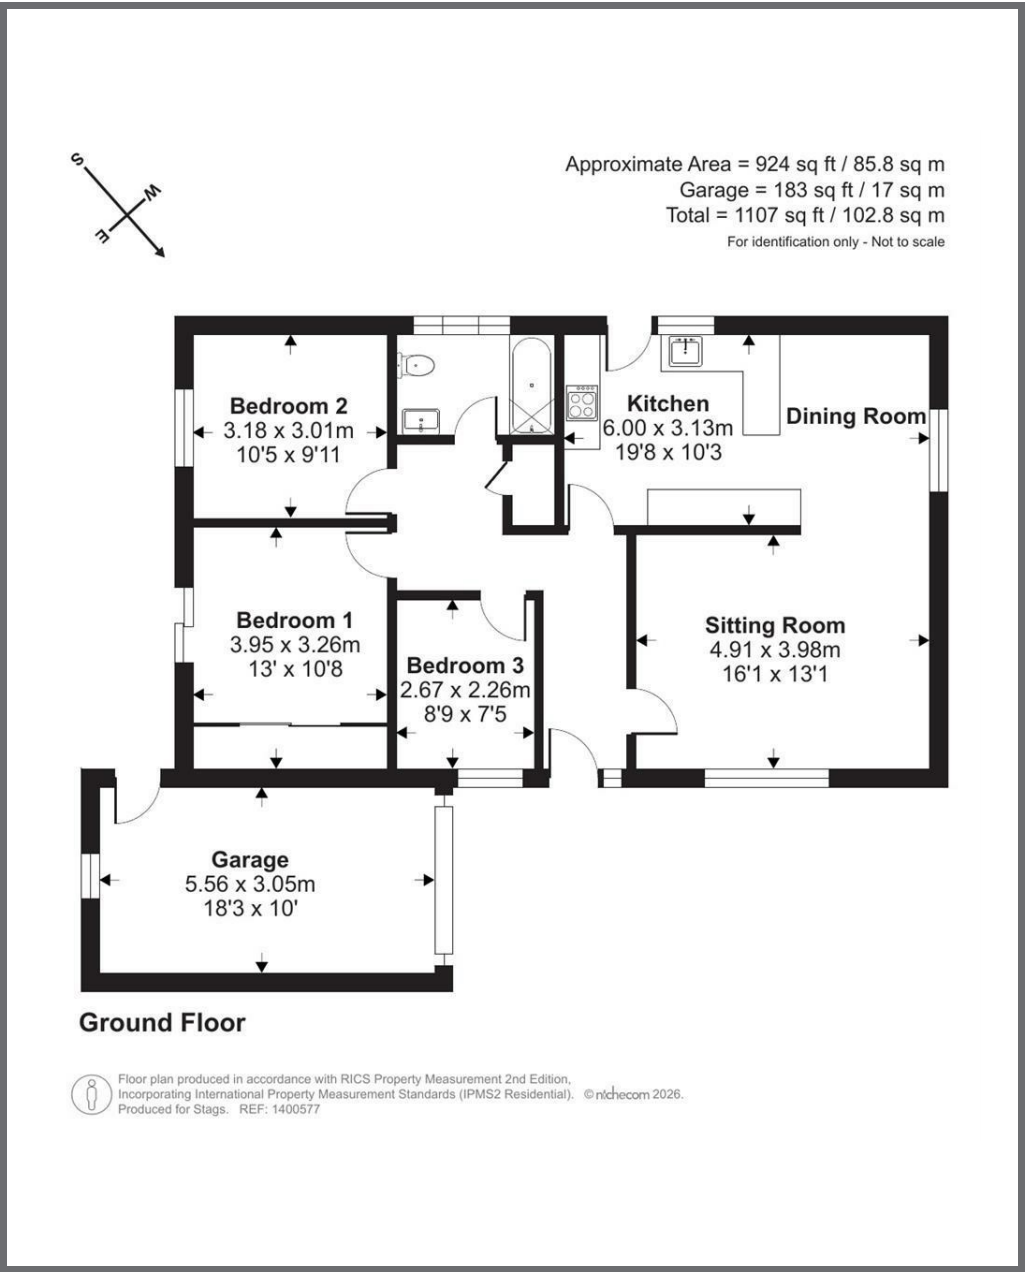 S
W
E
Approximate Area = 924 sq ft / 85.8 sq m
Garage = 183 sq ft / 17 sq m
Total = 1107 sq ft / 102.8 sq m
For identification only - Not to scale
Bedroom 2
3.18 x 3.01m
10'5 x 9'11
Kitchen
6.00 x 3.13m
19'8 x 10'3
Dining Room
Bedroom 1
3.95 x 3.26m
13' x 10'8
Bedroom 3
2.67 x 2.26m
8'9 x 7'5
Sitting Room
4.91 x 3.98m
16'1 x 13'1
Garage
5.56 x 3.05m
18'3 x 10'
Ground Floor
Floor plan produced in accordance with RICS Property Measurement 2nd Edition,
Incorporating International Property Measurement Standards (IPMS2 Residential). © nichecom 2026.
Produced for Stags. REF: 1400577